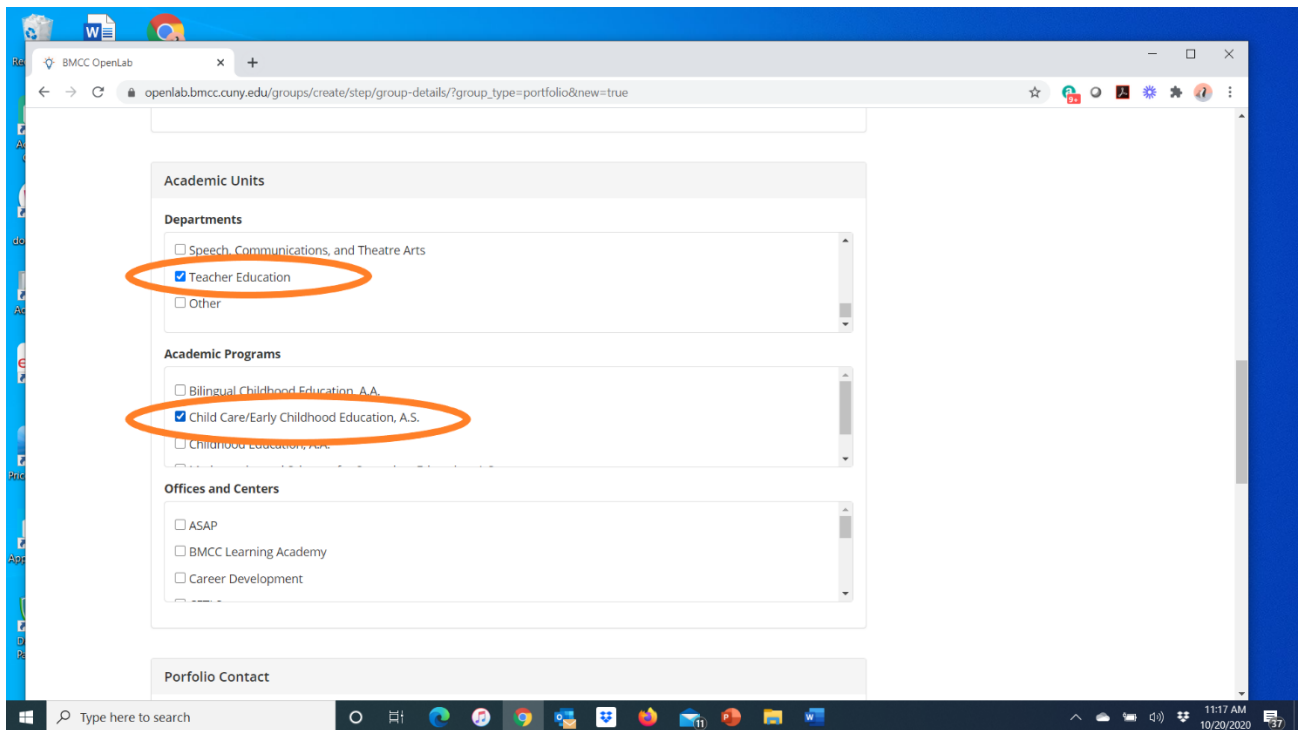 BMCC OpenLab
openlab.bmcc.cuny.edu/groups/create/step/group-details/?group_type=portfolio&new=true
9+
Academic Units
Departments
Speech, Communications, and Theatre Arts
Teacher Education
Other
Academic Programs
Bilingual Childhood Education, A.A.
Child Care/Early Childhood Education, A.S.
Childhood Education, A.A.
Offices and Centers
ASAP
BMCC Learning Academy
Career Development
Porfolio Contact
Type here to search
11
11:17 AM
10/20/2020
37